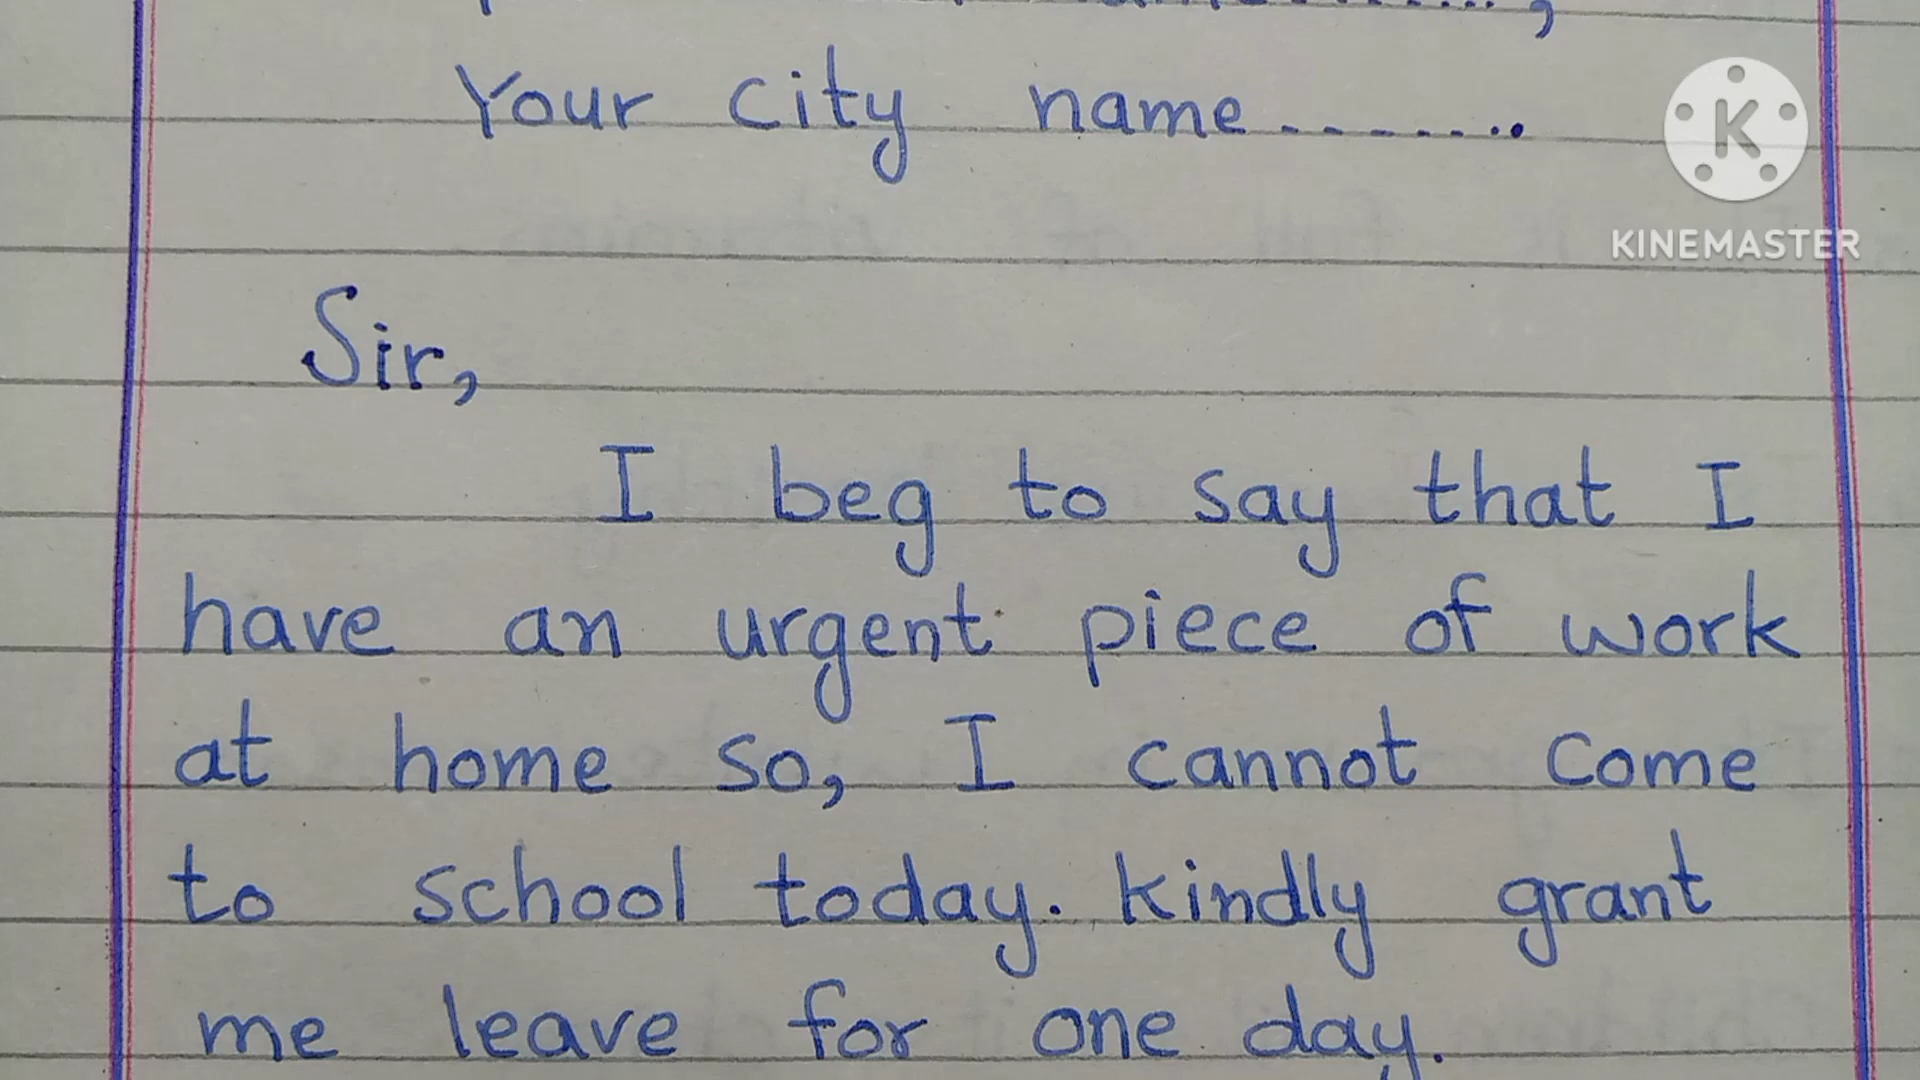 Your city name........
KINEMASTER
Sir,
I beg to say that I
have an urgent piece of work
at home so, I cannot come
to school today. Kindly grant
me leave for one day.